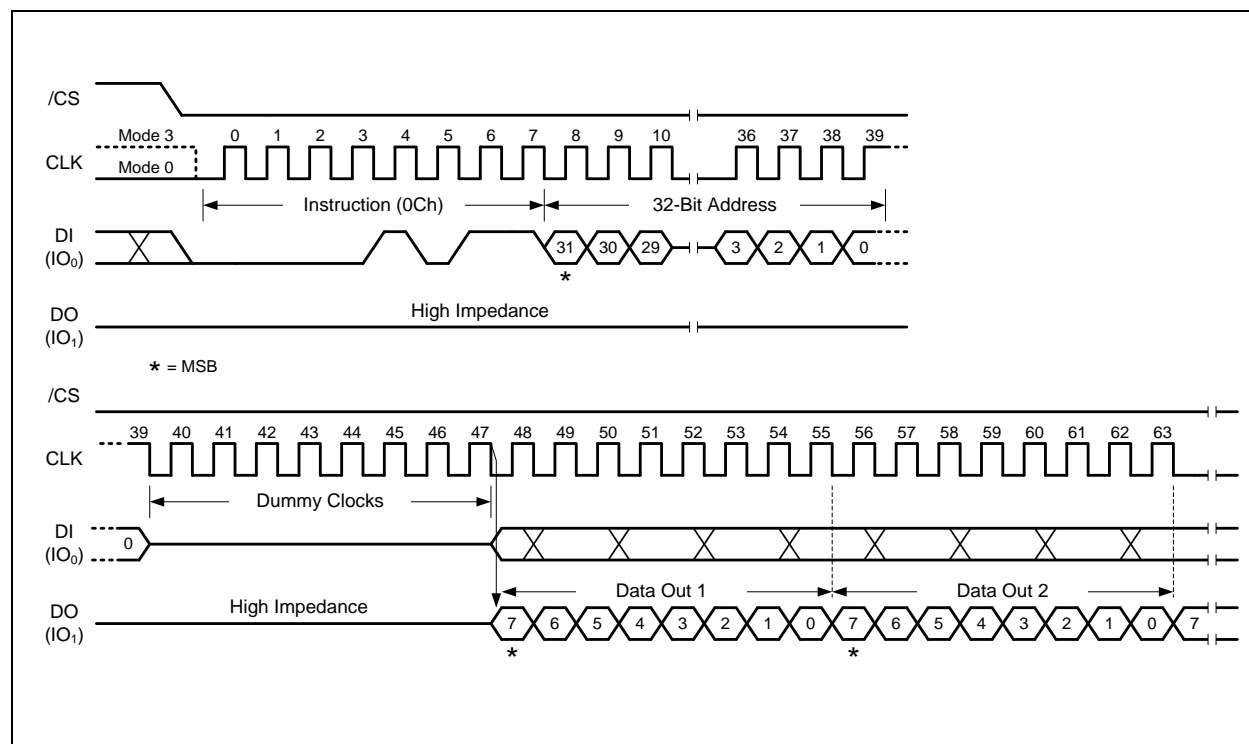 /CS
Mode 3 0 1 2 3 4 5 6 7 8 9 10 36 37 38 39
CLK
Mode 0
Instruction (0Ch) 32-Bit Address
DI
(IO₀)
31 30 29 3 2 1 0
*
High Impedance
DO
(IO₁)
* = MSB
/CS
39 40 41 42 43 44 45 46 47 48 49 50 51 52 53 54 55 56 57 58 59 60 61 62 63
CLK
Dummy Clocks
DI
(IO₀)
0
Data Out 1 Data Out 2
High Impedance
DO
(IO₁)
7 6 5 4 3 2 1 0 7 6 5 4 3 2 1 0 7
* *